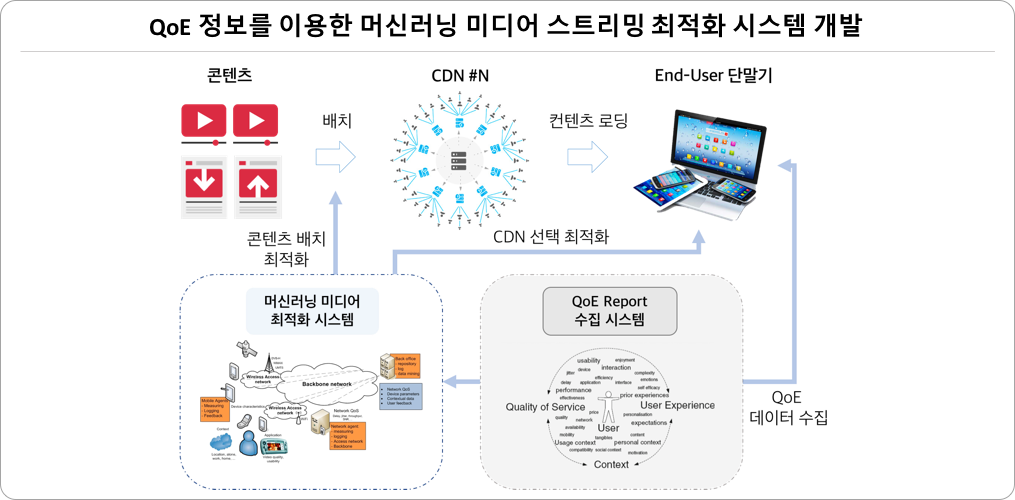 QoE 정보를 이용한 머신러닝 미디어 스트리밍 최적화 시스템 개발
콘텐츠
CDN #N
End-User 단말기
배치
컨텐츠 로딩
콘텐츠 배치
최적화
CDN 선택 최적화
머신러닝 미디어
최적화 시스템
Wireless Access
network
Backbone network
Back office
- repository
- log
- data mining
Network QoS
Device parameters
Contextual data
User feedback
Mobile Agent
- Measuring
- Logging
- Feedback
Device characteristics
Wireless Access
network
Network QoS
Network agent
- measuring
- logging
- Access network
- Backbone
Context
Location, alone,
work, home, ...
Application
Video quality,
usability
QoE Report
수집 시스템
usability
enjoyment
interaction
device
jitter
complexity
efficiency
emotions
delay
application
interface
self efficacy
performance
prior experiences
effectiveness
Quality of Service
User Experience
price
personalisation
quality
network
expectations
User
availability
mobility
tangibles
content
Usage context
personal context
compatibility
social context
motivation
Context
QoE
데이터 수집